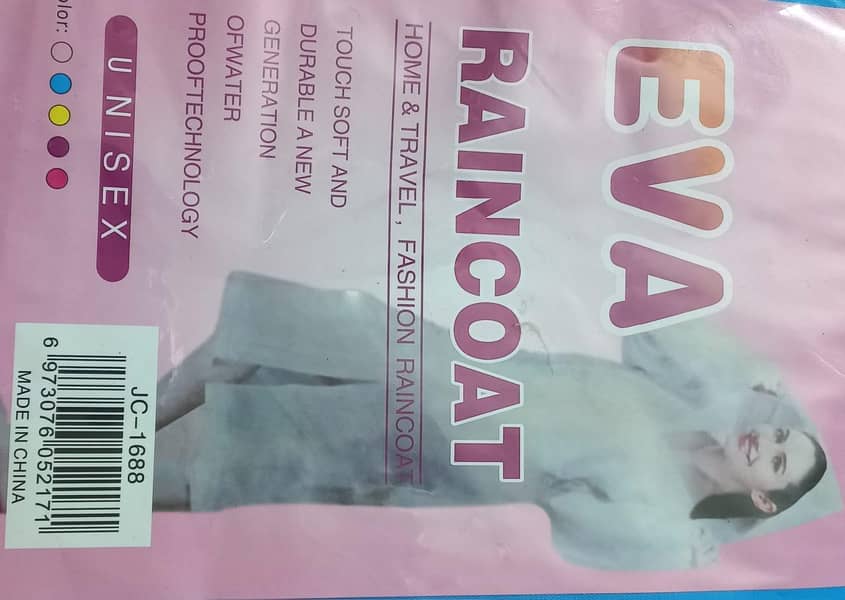 EVA
RAINCOAT
HOME & TRAVEL, FASHION RAINCOAT
TOUCH SOFT AND
DURABLE A NEW
GENERATION
OFWATER
PROOFTECHNOLOGY
UNISEX
olor:
JC-1688
6 973076 052171
MADE IN CHINA